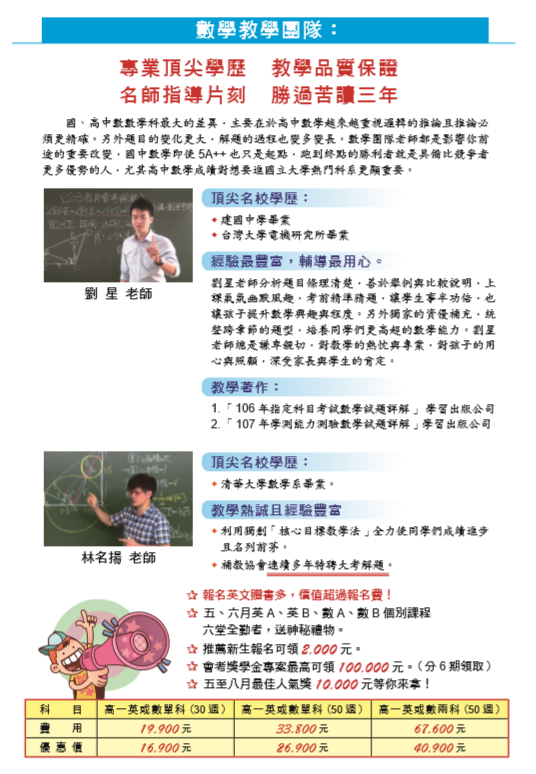 數學教學團隊：
專業頂尖學歷　教學品質保證
名師指導片刻　勝過苦讀三年
國、高中數數學科最大的差異，主要在於高中數學越來越重視邏輯的推論且推論必
須更精確。另外題目的變化更大，解題的過程也變多變長。數學團隊老師都是影響你前
途的重要改變，國中數學即使 5A++ 也只是起點，跑到終點的勝利者就是具備比競爭者
更多優勢的人，尤其高中數學成績對想要進國立大學熱門科系更顯重要。
頂尖名校學歷：
建國中學畢業
台灣大學電機研究所畢業
劉 星 老師
經驗最豐富，輔導最用心。
劉星老師分析題目條理清楚，善於舉例與比較說明，上
課氣氛幽默風趣，考前精準猜題，讓學生事半功倍，也
讓孩子提升數學興趣與程度。另外獨家的資優補充，統
整跨章節的題型，培養同學們更高超的數學能力。劉星
老師總是謙卑親切，對教學的熱忱與專業，對孩子的用
心與照顧，深受家長與學生的肯定。
教學著作：
1.「106 年指定科目考試數學試題詳解」學習出版公司
2.「107 年學測能力測驗數學試題詳解」學習出版公司
頂尖名校學歷：
清華大學數學系畢業。
教學熱誠且經驗豐富
利用獨創「核心目標教學法」全力使同學們成績進步
且名列前茅。
補教協會連續多年特聘大考解題。
林名揚 老師
☆ 報名英文贈書多，價值超過報名費！
☆ 五、六月英 A、英 B、數 A、數 B 個別課程
六堂全勤者，送神秘禮物。
☆ 推薦新生報名可領 2,000 元。
☆ 會考獎學金專案最高可領 100,000 元。（分 6 期領取）
☆ 五至八月最佳人氣獎 10,000 元等你來拿！
科　目 高一英或數單科（30 週） 高一英或數單科（50 週） 高一英或數兩科（50 週）
費　用 19,900 元 33,800 元 67,600 元
優惠價 16,900 元 26,900 元 40,900 元